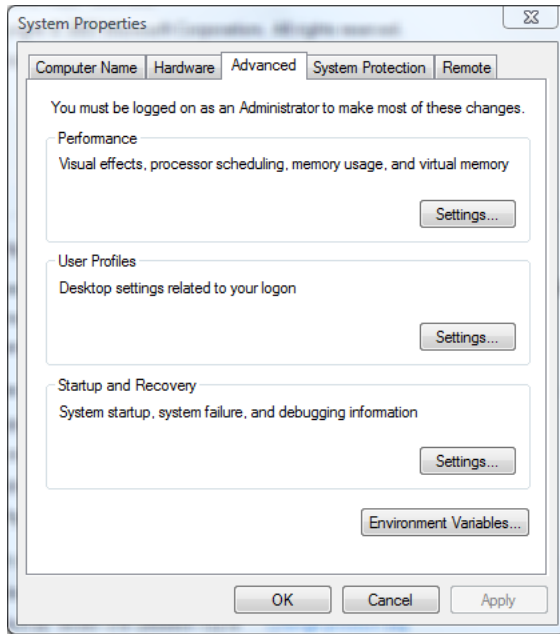 System Properties
Computer Name Hardware Advanced System Protection Remote
You must be logged on as an Administrator to make most of these changes.
Performance
Visual effects, processor scheduling, memory usage, and virtual memory
Settings...
User Profiles
Desktop settings related to your logon
Settings...
Startup and Recovery
System startup, system failure, and debugging information
Settings...
Environment Variables...
OK Cancel Apply